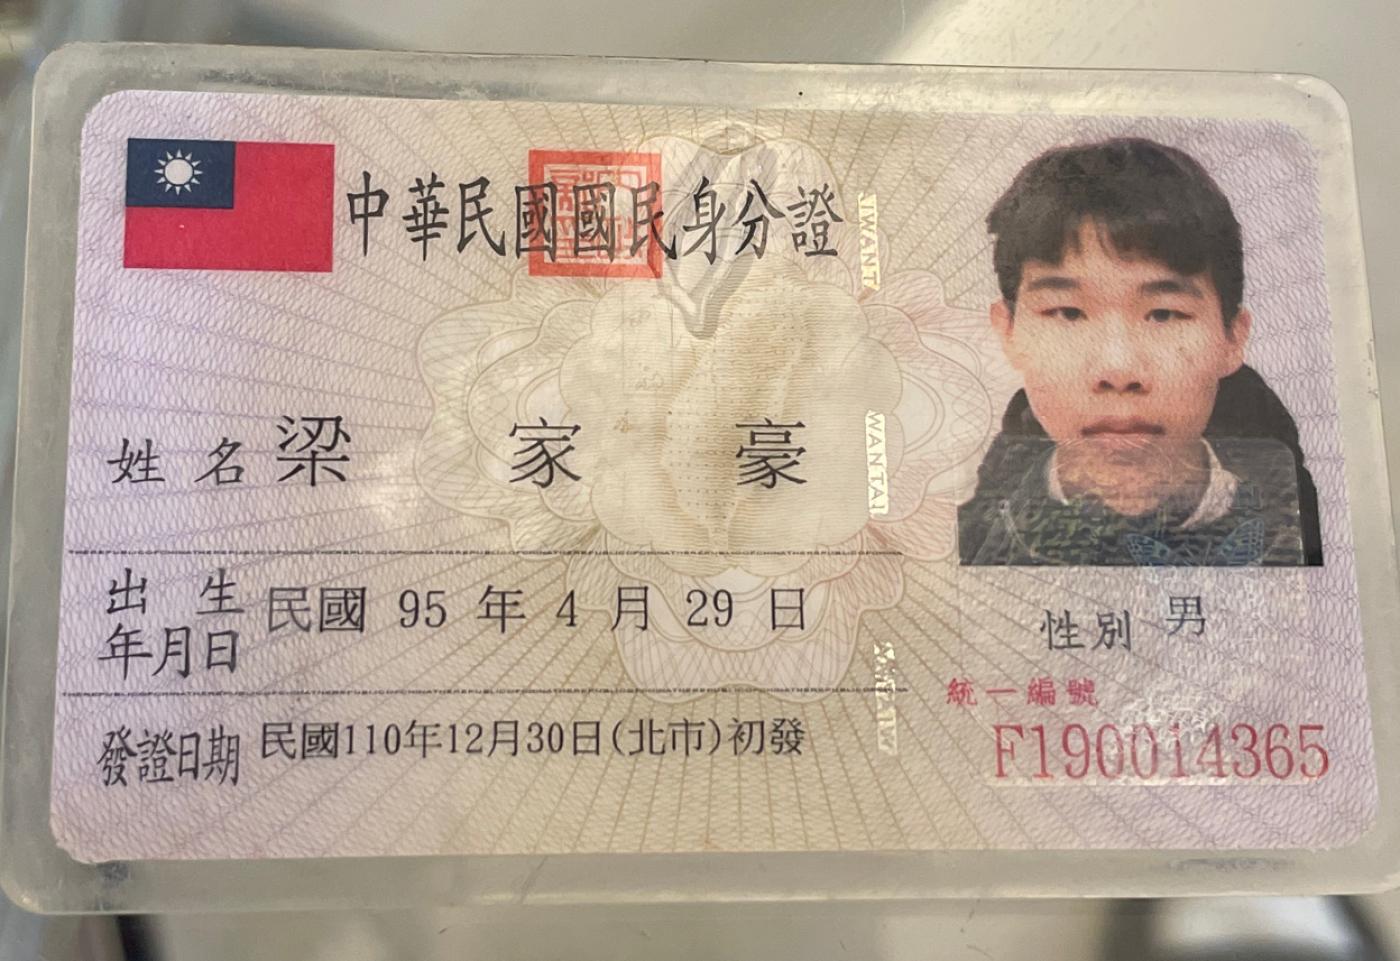 中華民國國民身分證
姓名 梁家豪
出生年月日 民國 95 年 4 月 29 日
發證日期 民國110年12月30日(北市)初發
性別 男
統一編號
F190014365
TAIWAN